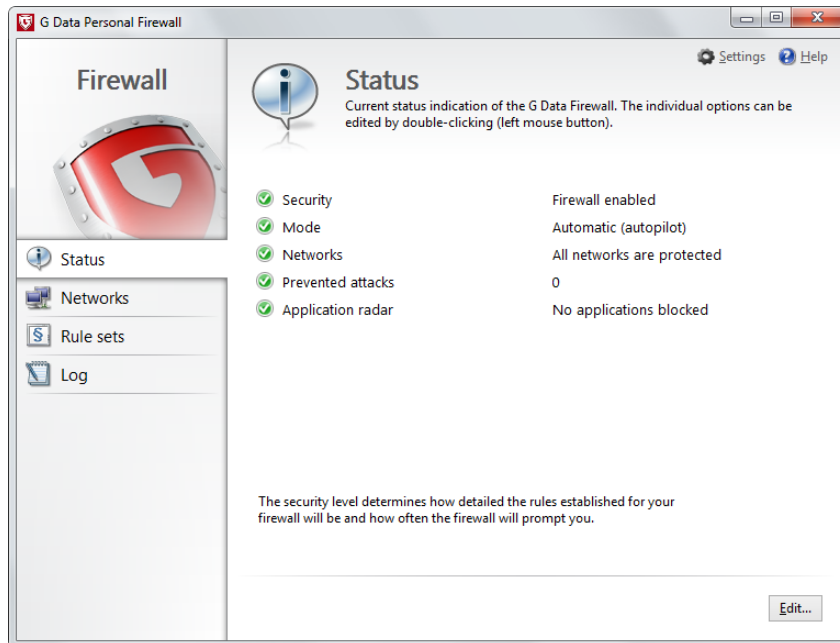 G Data Personal Firewall
Settings Help
Firewall
Status
Current status indication of the G Data Firewall. The individual options can be
edited by double-clicking (left mouse button).
Status
Networks
Rule sets
Log
Security Firewall enabled
Mode Automatic (autopilot)
Networks All networks are protected
Prevented attacks 0
Application radar No applications blocked
The security level determines how detailed the rules established for your
firewall will be and how often the firewall will prompt you.
Edit...